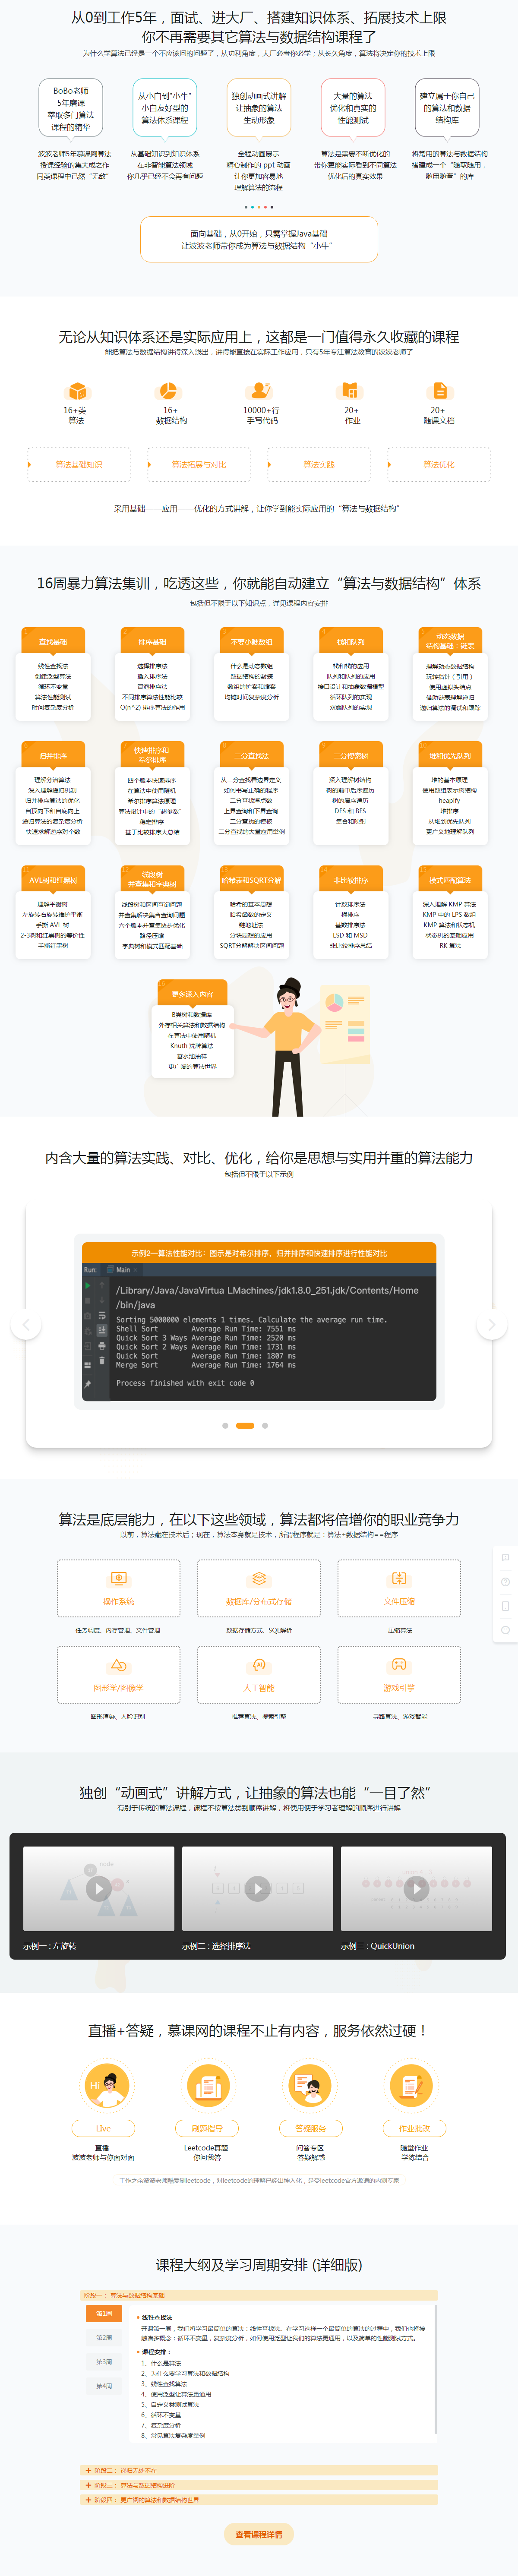 从0到工作5年，面试、进大厂、搭建知识体系、拓展技术上限
你不再需要其它算法与数据结构课程了
为什么学算法已经是一个不应该问的问题了，从功利角度，大厂必考你必学；从长久角度，算法将决定你的技术上限
BoBo老师
5年磨课
萃取多门算法
课程的精华
从小白到"小牛"
小白友好型的
算法体系课程
独创动画式讲解
让抽象的算法
生动形象
大量的算法
优化和真实的
性能测试
建立属于你自己
的算法和数据
结构库
波波老师5年慕课网算法
授课经验的集大成之作
同类课程中已然“无敌”
从基础知识到知识体系
在非智能算法领域
你几乎已经不会再有问题
全程动画展示
精心制作的 ppt 动画
让你更加容易地
理解算法的流程
算法是需要不断优化的
带你更能实际看到不同算法
优化后的真实效果
将常用的算法与数据结构
搭建成一个“随取随用，
随用随查”的库
面向基础，从0开始，只需掌握Java基础
让波波老师带你成为算法与数据结构“小牛”
无论从知识体系还是实际应用上，这都是一门值得永久收藏的课程
能把算法与数据结构讲得深入浅出，讲得能直接在实际工作应用，只有5年专注算法教育的波波老师了
16+类
算法
16+
数据结构
10000+行
手写代码
20+
作业
20+
随课文档
算法基础知识
算法拓展与对比
算法实践
算法优化
采用基础——应用——优化的方式讲解，让你学到能实际应用的“算法与数据结构”
16周暴力算法集训，吃透这些，你就能自动建立“算法与数据结构”体系
包括但不限于以下知识点，详见课程内容安排
查找基础
线性查找法
创建泛型算法
循环不变量
算法性能测试
时间复杂度分析
排序基础
选择排序法
插入排序法
冒泡排序法
不同排序算法性能比较
O(n^2) 排序算法的作用
不要小瞧数组
什么是动态数组
数据结构的封装
数组的扩容和缩容
均摊时间复杂度分析
栈和队列
栈和栈的应用
队列和队列的应用
接口设计和抽象数据模型
循环队列的实现
双端队列的实现
动态数据
结构基础：链表
理解动态数据结构
玩转指针（引用）
使用虚拟头结点
借助链表理解递归
递归算法的调试和跟踪
归并排序
理解分治算法
深入理解递归机制
归并排序算法的优化
自顶向下和自底向上
递归算法的复杂度分析
快速求解逆序对个数
快速排序和
希尔排序
四个版本快速排序
在算法中使用随机
希尔排序算法原理
算法设计中的“超参数”
稳定排序
基于比较排序大总结
二分查找法
从二分查找看边界定义
如何书写正确的程序
二分查找浮点数
上界查询和下界查询
二分查找的模板
二分查找的大量应用举例
二分搜索树
深入理解树结构
树的前中后序遍历
树的层序遍历
DFS 和 BFS
集合和映射
堆和优先队列
堆的基本原理
使用数组表示树结构
heapify
堆排序
从堆到优先队列
更广义地理解队列
AVL树和红黑树
理解平衡树
左旋转右旋转维护平衡
手撕 AVL 树
2-3树和红黑树的等价性
手撕红黑树
线段树
并查集和字典树
线段树和区间查询问题
并查集解决集合查询问题
六个版本并查集逐步优化
路径压缩
字典树和模式匹配基础
哈希表和SQRT分解
哈希的基本思想
哈希函数的定义
链地址法
分块思想的应用
SQRT分解解决区间问题
非比较排序
计数排序法
桶排序
基数排序法
LSD 和 MSD
非比较排序总结
模式匹配算法
深入理解 KMP 算法
KMP 中的 LPS 数组
KMP 算法和状态机
状态机的基础应用
RK 算法
更多深入内容
B类树和数据库
外存相关算法和数据结构
在算法中使用随机
Knuth 洗牌算法
蓄水池抽样
更广阔的算法世界
内含大量的算法实践、对比、优化，给你是思想与实用并重的算法能力
包括但不限于以下示例
示例2—算法性能对比：图示是对希尔排序，归并排序和快速排序进行性能对比
Run: Main
/Library/Java/JavaVirtua LMachines/jdk1.8.0_251.jdk/Contents/Home
/bin/java
Sorting 5000000 elements 1 times. Calculate the average run time.
Shell Sort Average Run Time: 7551 ms
Quick Sort 3 Ways Average Run Time: 2520 ms
Quick Sort 2 Ways Average Run Time: 1731 ms
Quick Sort Average Run Time: 1807 ms
Merge Sort Average Run Time: 1764 ms
Process finished with exit code 0
算法是底层能力，在以下这些领域，算法都将倍增你的职业竞争力
以前，算法藏在技术后；现在，算法本身就是技术，所谓程序就是：算法+数据结构==程序
操作系统
数据库/分布式存储
文件压缩
任务调度、内存管理、文件管理
数据存储方式、SQL解析
压缩算法
图形学/图像学
人工智能
游戏引擎
图形渲染、人脸识别
推荐算法、搜索引擎
寻路算法、游戏智能
独创“动画式”讲解方式，让抽象的算法也能“一目了然”
有别于传统的算法课程，课程不按算法类别顺序讲解，将使用便于学习者理解的顺序进行讲解
示例一 : 左旋转
示例二 : 选择排序法
示例三 : QuickUnion
直播+答疑，慕课网的课程不止有内容，服务依然过硬！
HI
Live
刷题指导
答疑服务
作业批改
直播
波波老师与你面对面
Leetcode真题
你问我答
问答专区
答疑解惑
随堂作业
学练结合
工作之余波波老师酷爱刷leetcode，对leetcode的理解已经出神入化，是受leetcode官方邀请的内测专家
课程大纲及学习周期安排 (详细版)
阶段一： 算法与数据结构基础
第1周
第2周
第3周
第4周
线性查找法
开课第一周，我们将学习最简单的算法：线性查找法。在学习这样一个最简单的算法的过程中，我们也将接
触诸多概念：循环不变量，复杂度分析，如何使用泛型让我们的算法更通用，以及简单的性能测试方式。
课程安排：
1、什么是算法
2、为什么要学习算法和数据结构
3、线性查找算法
4、使用泛型让算法更通用
5、自定义类测试算法
6、循环不变量
7、复杂度分析
8、常见算法复杂度举例
阶段二： 递归无处不在
阶段三： 算法与数据结构进阶
阶段四： 更广阔的算法和数据结构世界
查看课程详情